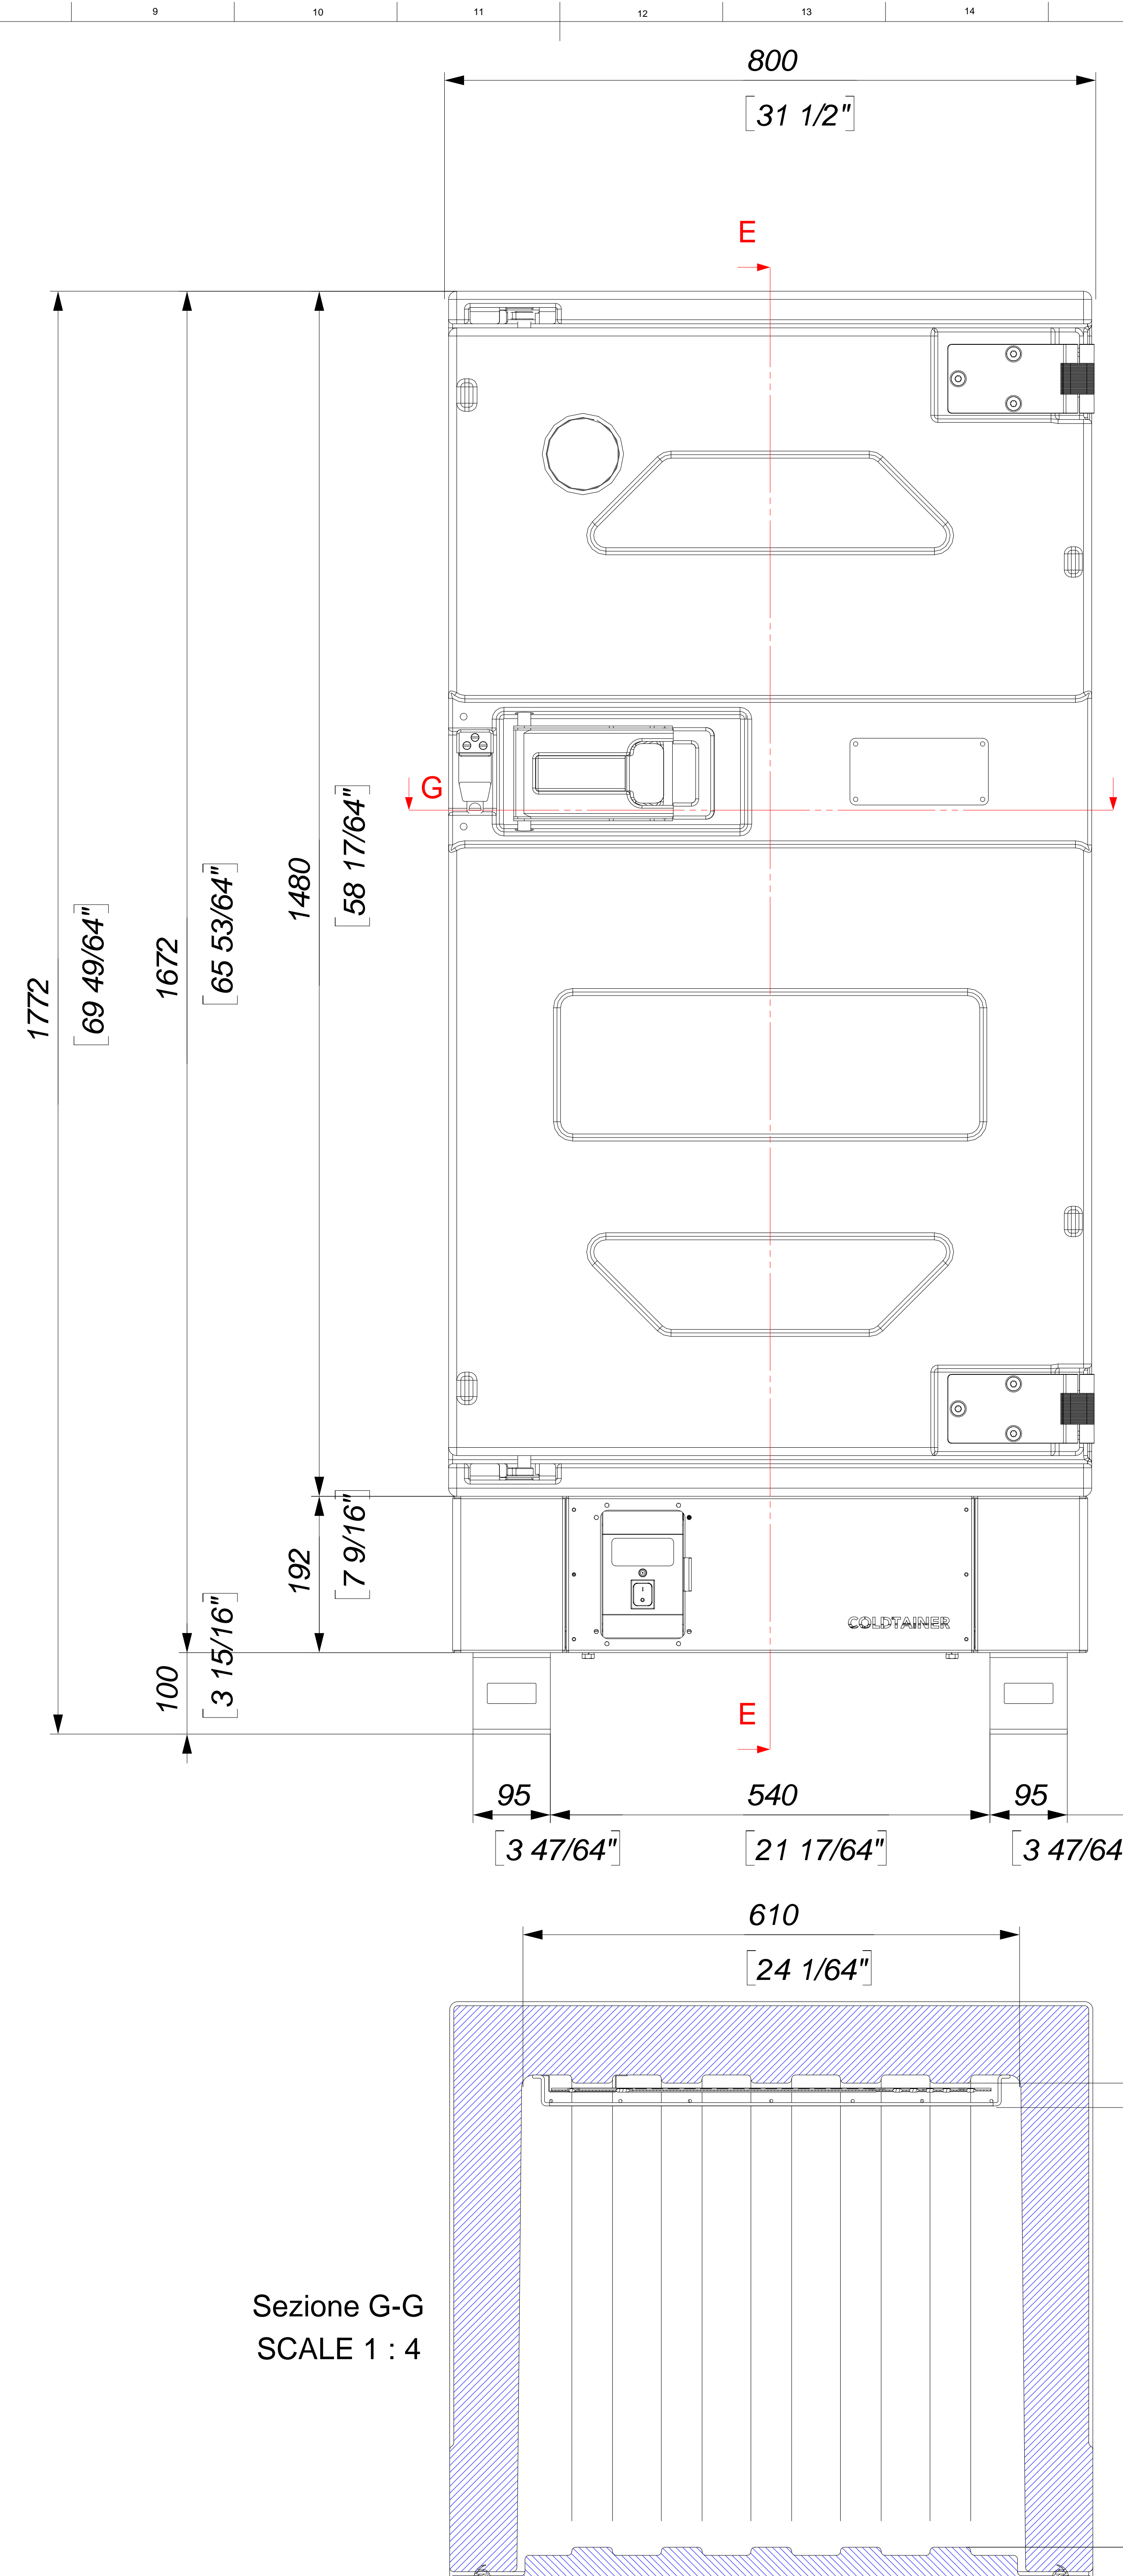 9 10 11 12 13 14
800
[31 1/2"]
E
G
1480
[58 17/64"]
1672
[65 53/64"]
1772
[69 49/64"]
192
[7 9/16"]
COLDTAINER
100
[3 15/16"]
E
95 540 95
[3 47/64"] [21 17/64"] [3 47/64
610
[24 1/64"]
Sezione G-G
SCALE 1 : 4